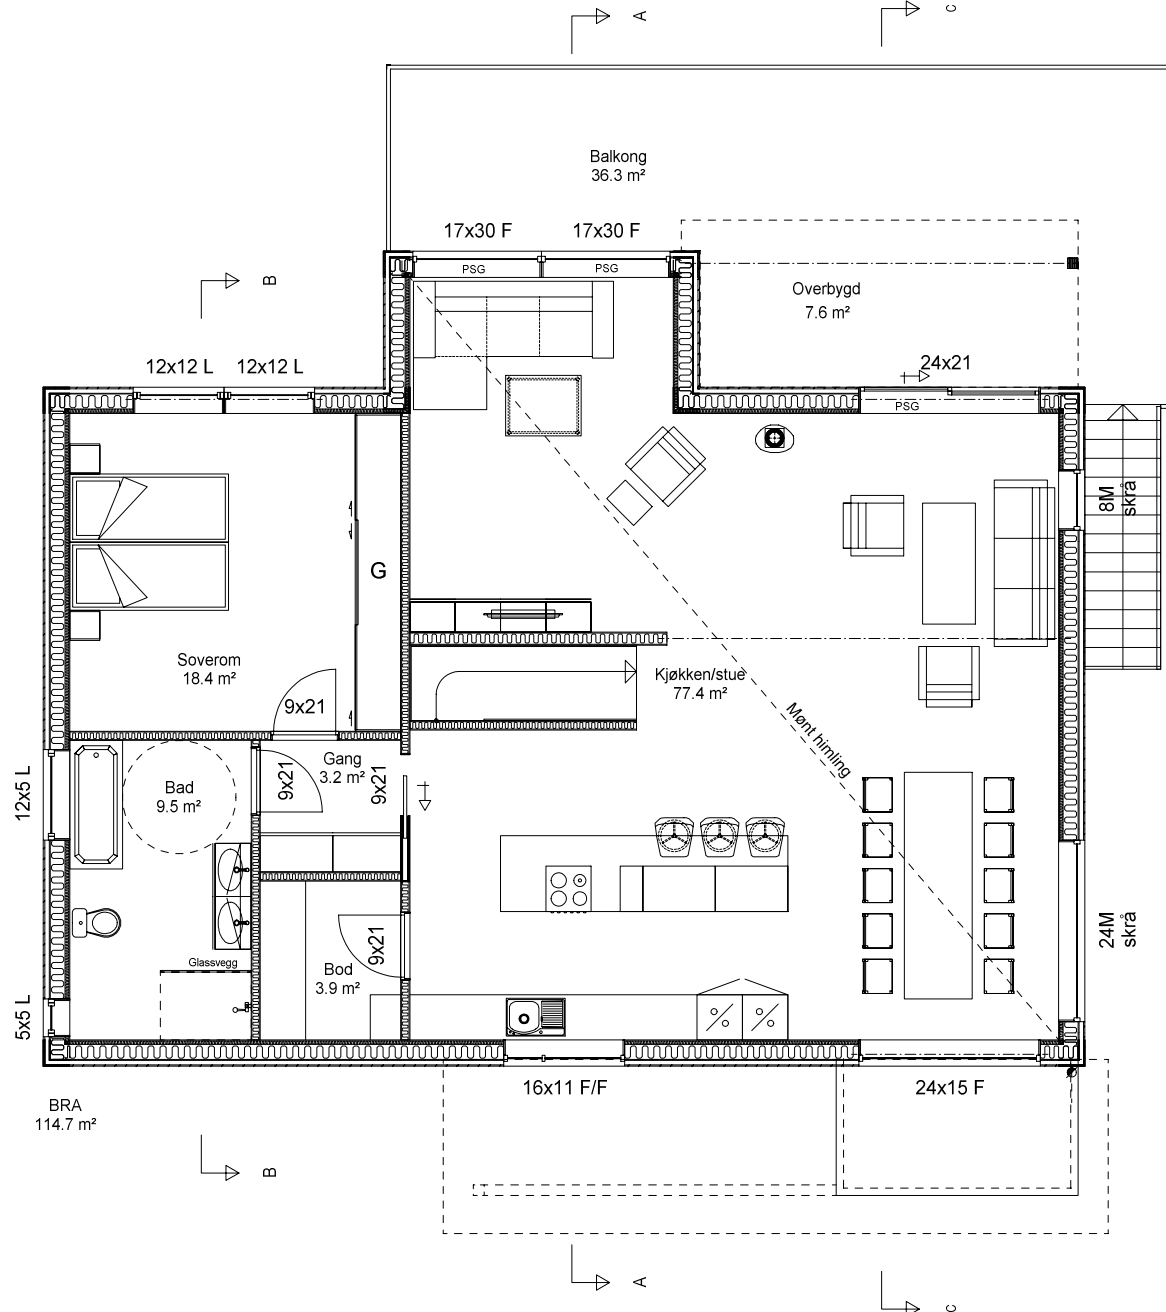 A
C
Balkong
36.3 m²
17x30 F
17x30 F
PSG
PSG
B
Overbygd
7.6 m²
12x12 L
12x12 L
24x21
PSG
8M
skrå
G
Soverom
18.4 m²
9x21
Kjøkken/stue
77.4 m²
Mønt himling
Gang
3.2 m²
9x21
9x21
12x5 L
Bad
9.5 m²
24M
skrå
Glassvegg
Bod
3.9 m²
9x21
5x5 L
16x11 F/F
24x15 F
BRA
114.7 m²
B
A
C